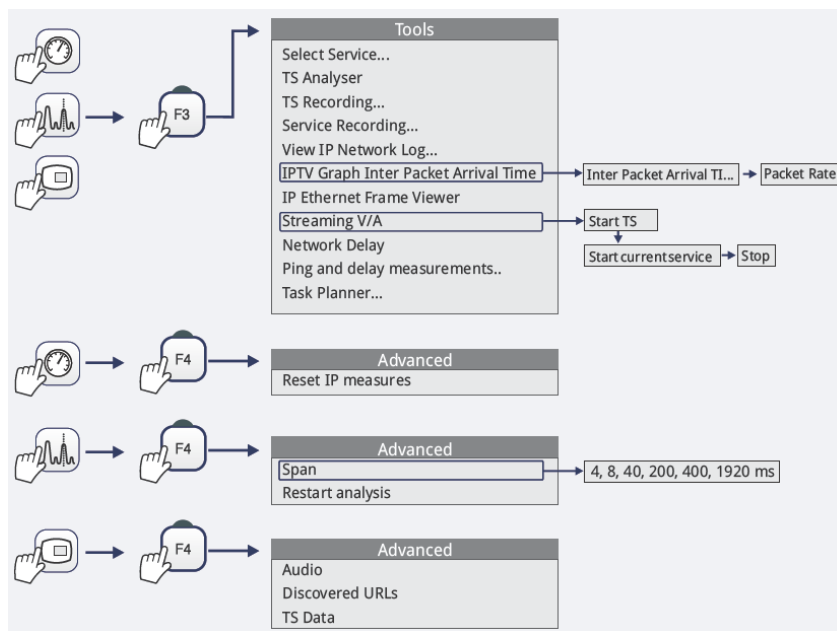 Tools
Select Service...
TS Analyser
F3
TS Recording...
Service Recording...
View IP Network Log...
IPTV Graph Inter Packet Arrival Time
Inter Packet Arrival TI...
Packet Rate
IP Ethernet Frame Viewer
Streaming V/A
Start TS
Network Delay
Start current service
Stop
Ping and delay measurements..
Task Planner...
F4
Advanced
Reset IP measures
F4
Advanced
Span
4, 8, 40, 200, 400, 1920 ms
Restart analysis
F4
Advanced
Audio
Discovered URLs
TS Data